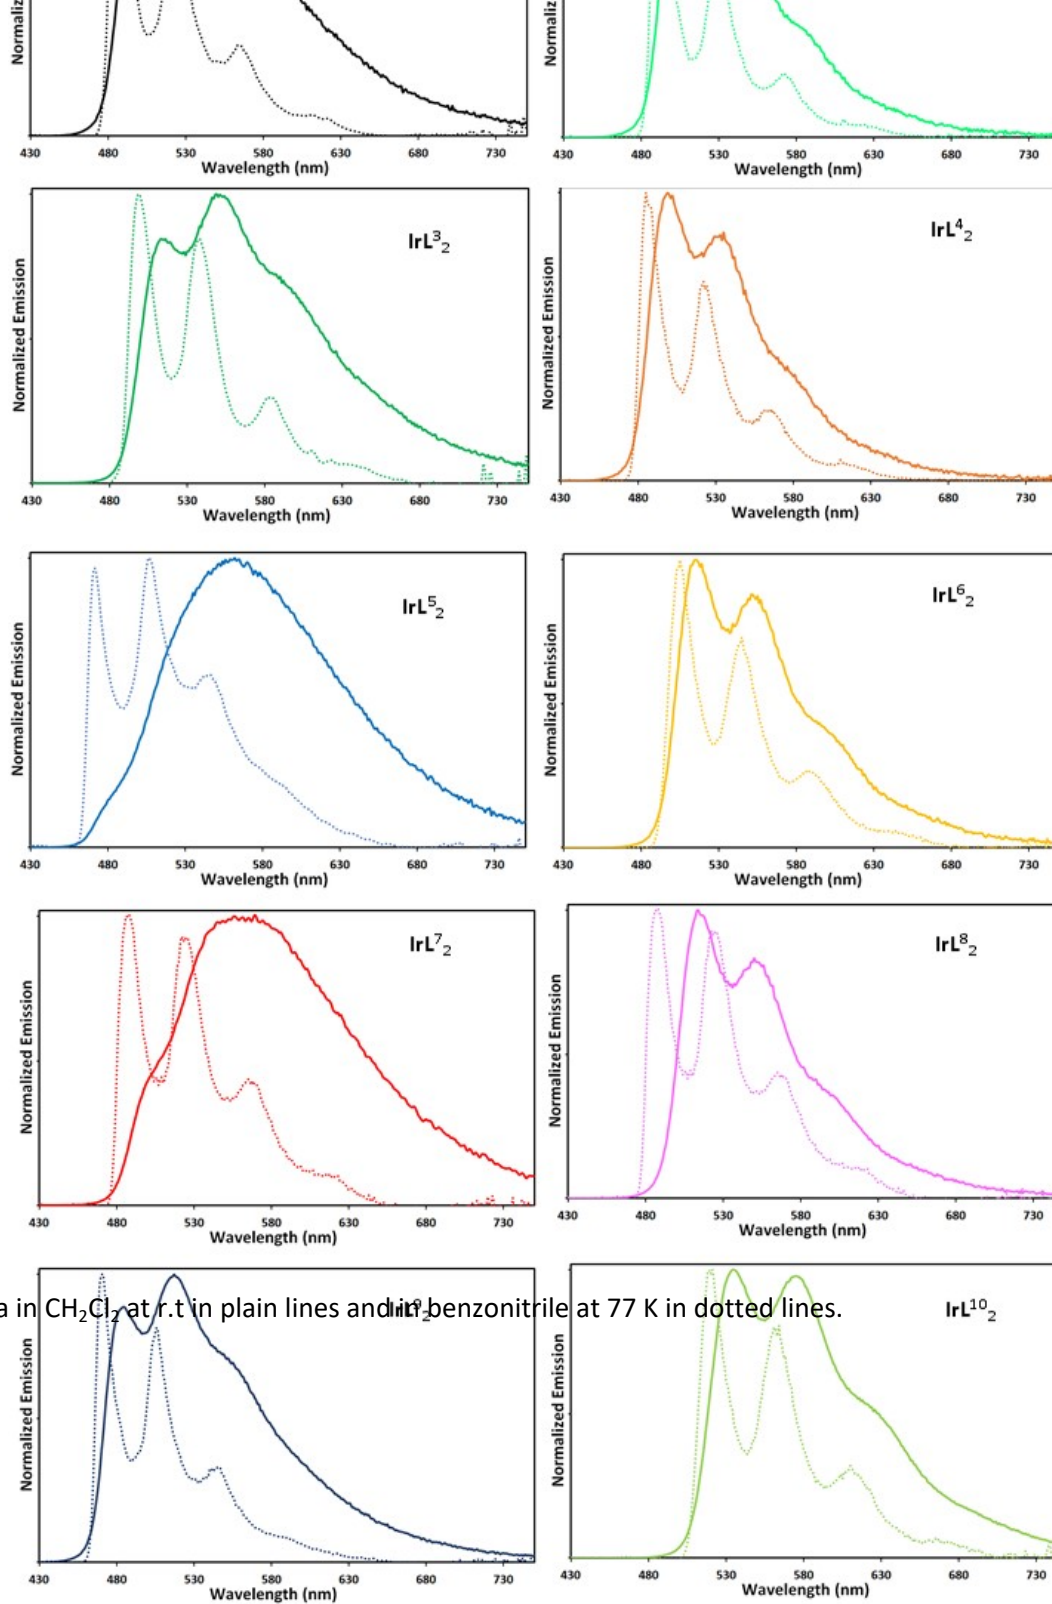 Normaliz
Normaliz
430 480 530 580 630 680 730
430 480 530 580 630 680 730
Wavelength (nm)
Wavelength (nm)
IrL³₂
IrL⁴₂
Normalized Emission
Normalized Emission
430 480 530 580 630 680 730
430 480 530 580 630 680 730
Wavelength (nm)
Wavelength (nm)
IrL⁵₂
IrL⁶₂
Normalized Emission
Normalized Emission
430 480 530 580 630 680 730
430 480 530 580 630 680 730
Wavelength (nm)
Wavelength (nm)
IrL⁷₂
IrL⁸₂
Normalized Emission
Normalized Emission
430 480 530 580 630 680 730
430 480 530 580 630 680 730
Wavelength (nm)
Wavelength (nm)
a in CH₂Cl₂ at r.t in plain lines and in benzonitrile at 77 K in dotted lines.
IrL⁹₂
IrL¹⁰₂
Normalized Emission
Normalized Emission
430 480 530 580 630 680 730
430 480 530 580 630 680 730
Wavelength (nm)
Wavelength (nm)